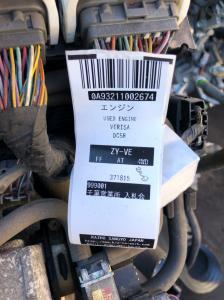 0A93211002674
エンジン
USED ENGINE
VERISA
DC5R
ZY-VE
FF AT CWD
371815
999001
千葉営業所 入札会
KAIHO SANGYO JAPAN